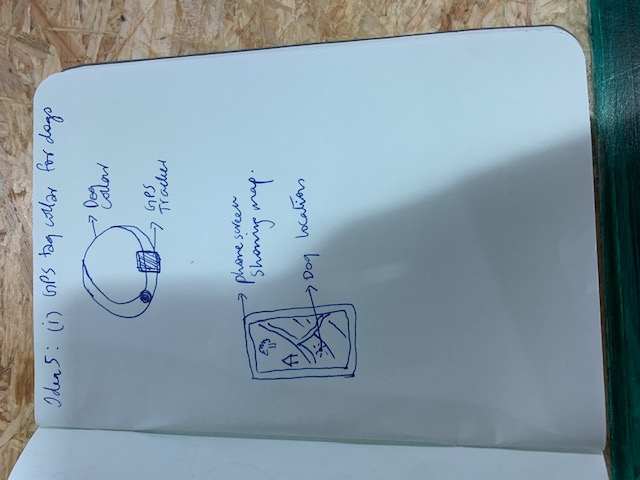 Idea 5: (i) GPS tag collar for dogs
Dog
Collar
GPS
Tracker
phone screen
showing map.
Dog location